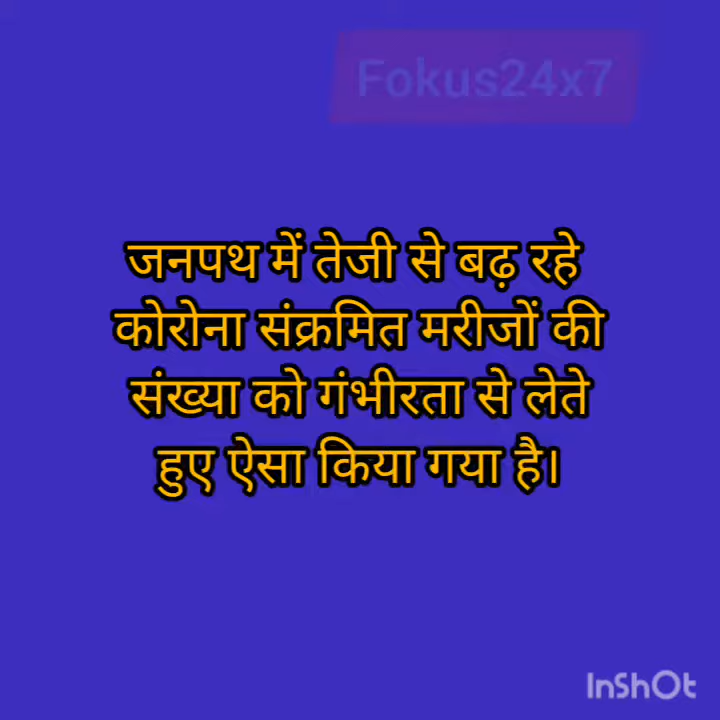 Fokus24x7
जनपथ में तेजी से बढ़ रहे
कोरोना संक्रमित मरीजों की
संख्या को गंभीरता से लेते
हुए ऐसा किया गया है।
InShOt